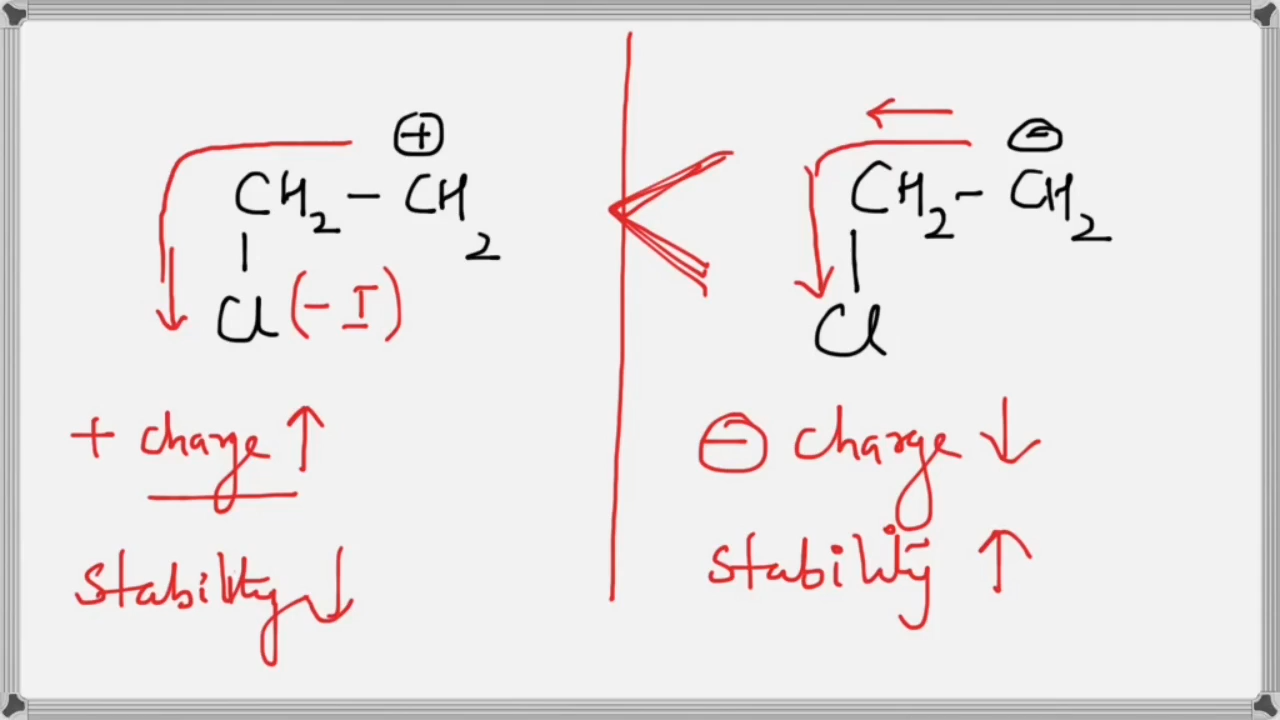 ⊕
CH2 - CH2
|
Cl (-I)
+ charge ↑
Stability ↓
<
⊖
CH2 - CH2
|
Cl
⊖ charge ↓
Stability ↑